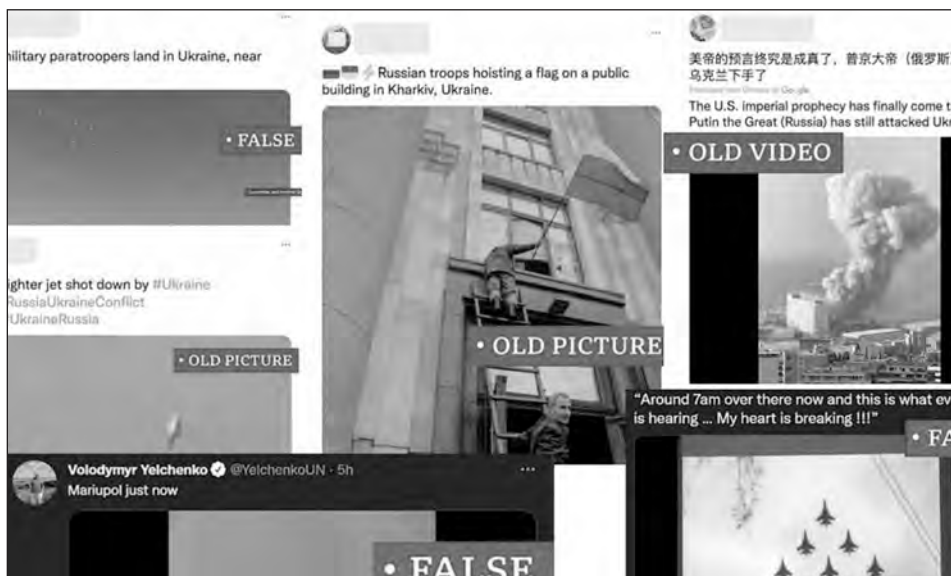 military paratroopers land in Ukraine, near
• FALSE
ighter jet shot down by #Ukraine
RussiaUkraineConflict
UkraineRussia
• OLD PICTURE
Russian troops hoisting a flag on a public
building in Kharkiv, Ukraine.
• OLD PICTURE
美帝的预言终究是成真了，普京大帝（俄罗斯
乌克兰下手了
The U.S. imperial prophecy has finally come t
Putin the Great (Russia) has still attacked Ukr
• OLD VIDEO
Volodymyr Yelchenko @YelchenkoUN · 5h
Mariupol just now
• FALSE
“Around 7am over there now and this is what ev
is hearing ... My heart is breaking !!!”
• FA